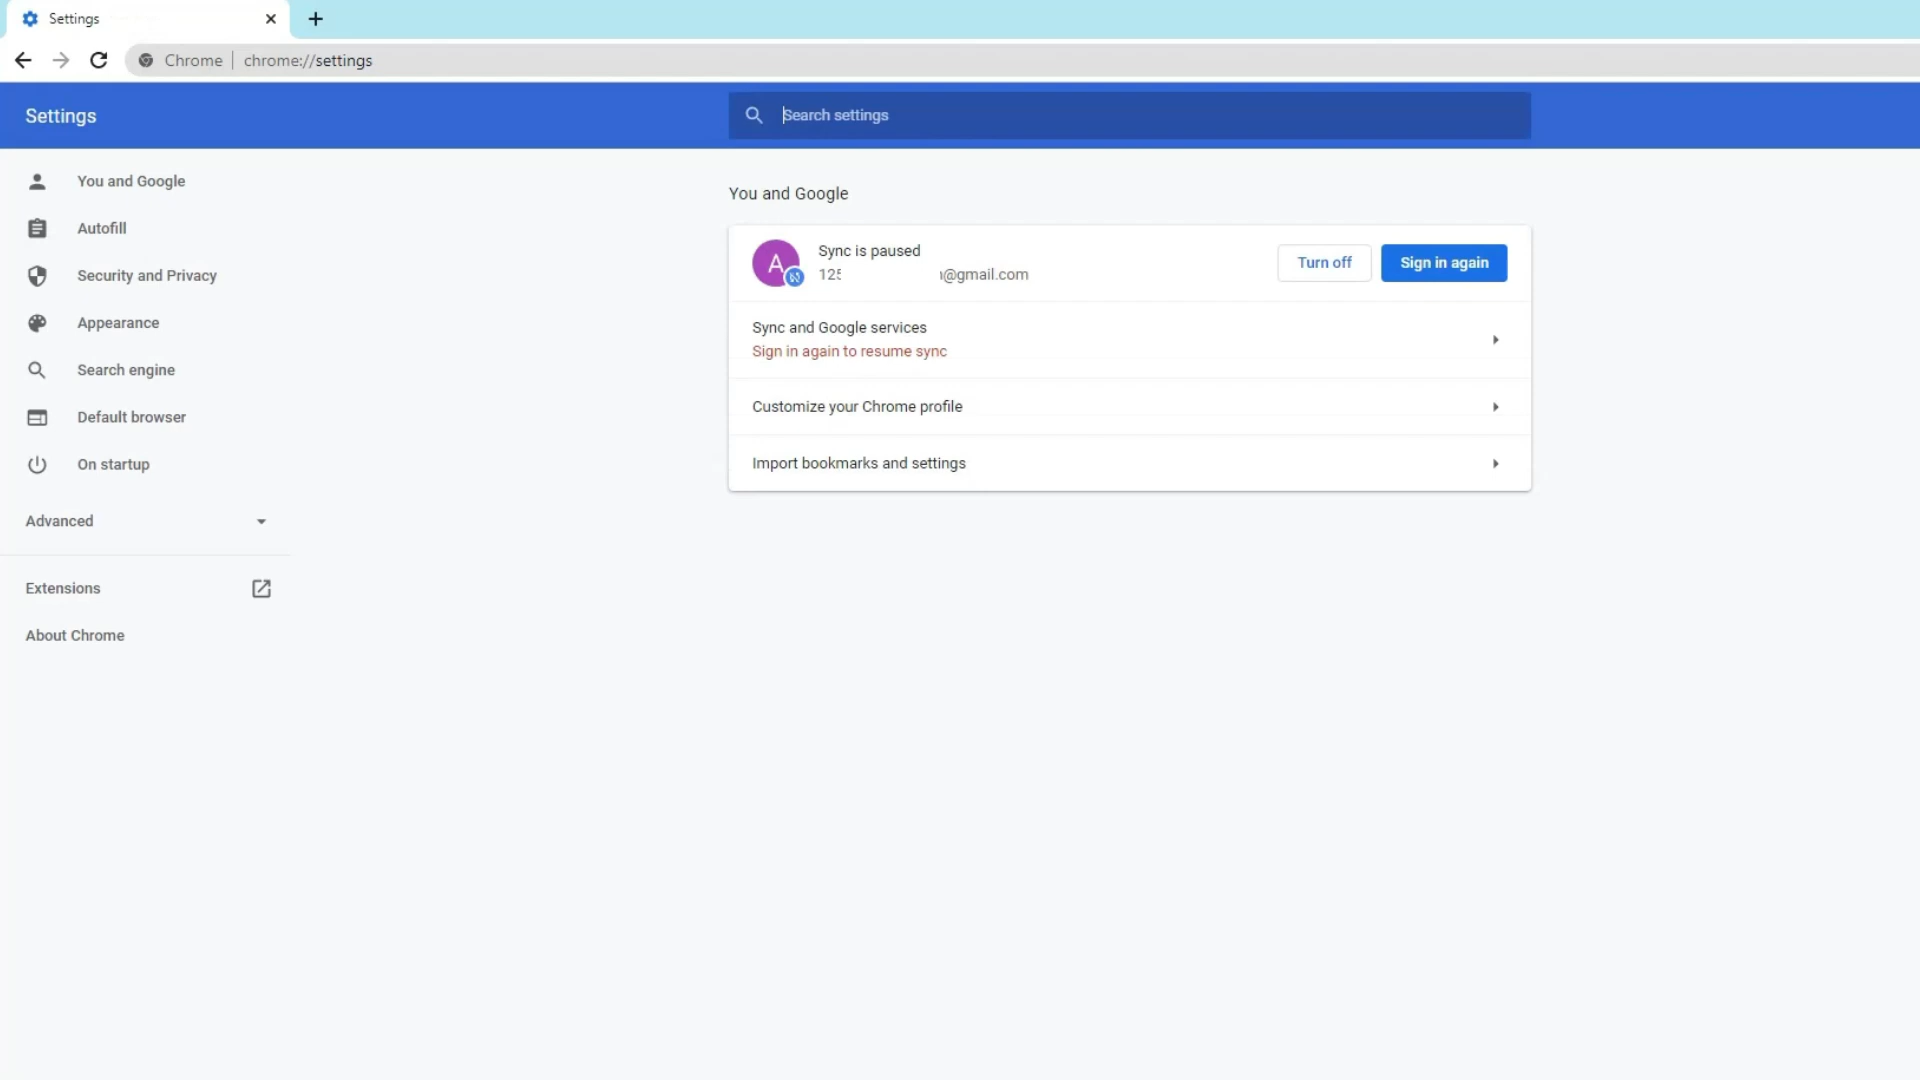 Settings
Chrome | chrome://settings
Settings
Search settings
You and Google
Autofill
Security and Privacy
Appearance
Search engine
Default browser
On startup
Advanced
Extensions
About Chrome
You and Google
A
Sync is paused
125 @gmail.com
Turn off
Sign in again
Sync and Google services
Sign in again to resume sync
Customize your Chrome profile
Import bookmarks and settings